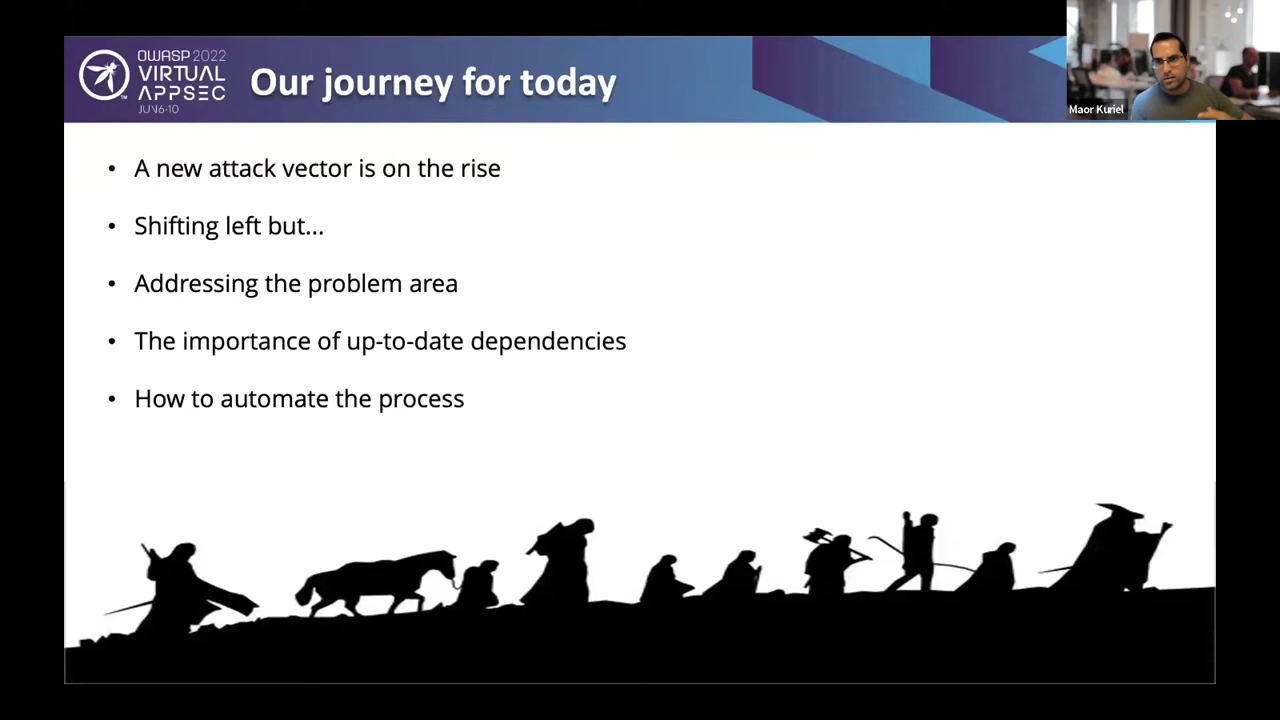 OWASP 2022
VIRTUAL
APPSEC
JUN 6-10
Our journey for today
Maor Kuriel
• A new attack vector is on the rise
• Shifting left but...
• Addressing the problem area
• The importance of up-to-date dependencies
• How to automate the process